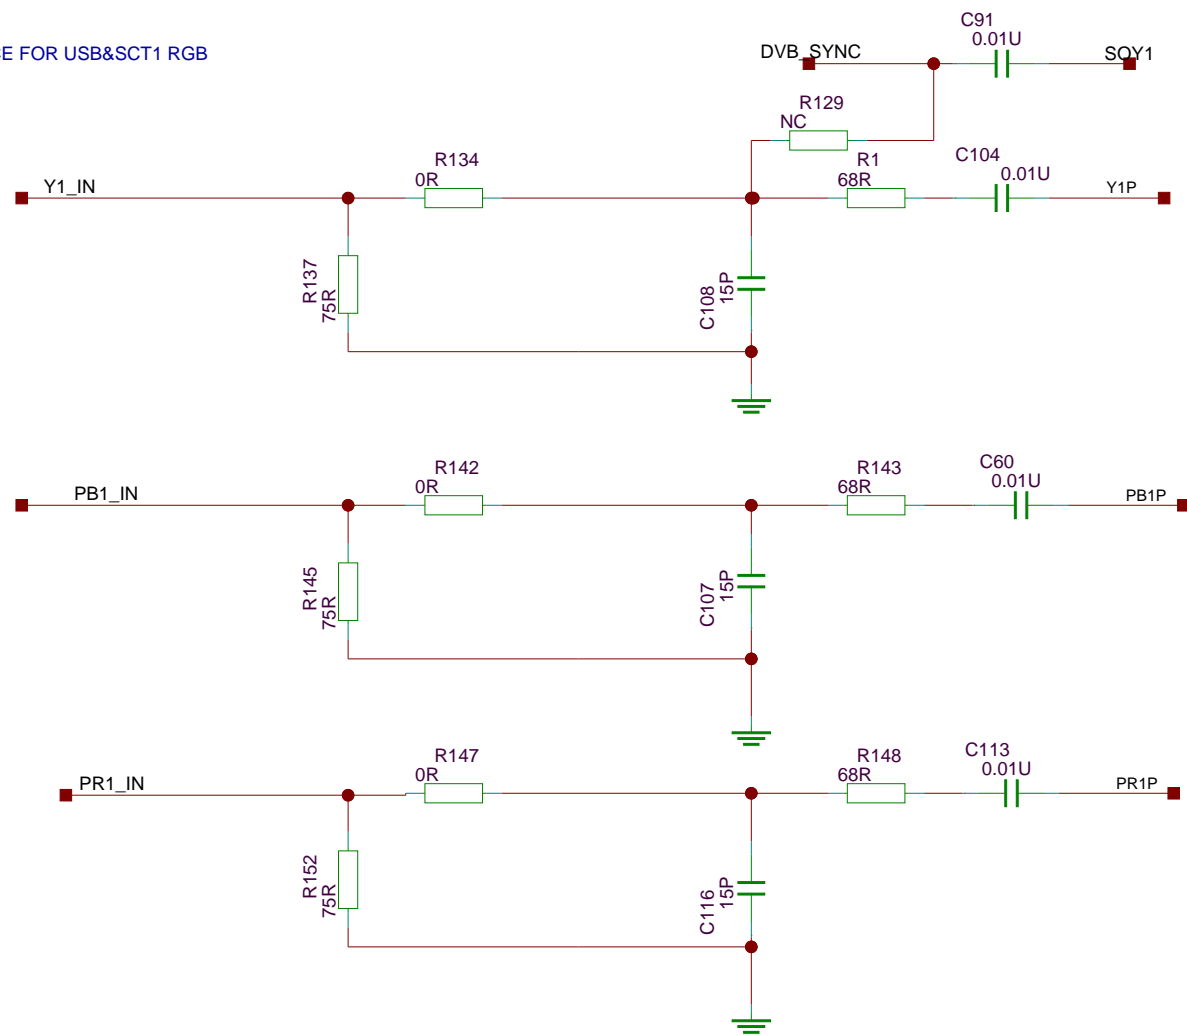 C91
0.01U
FOR USB&SCT1 RGB
DVB_SYNC
SOY1
R129
NC
R134
0R
R1
68R
C104
0.01U
Y1_IN
Y1P
R137
75R
C108
15P
R142
0R
R143
68R
C60
0.01U
PB1_IN
PB1P
R145
75R
C107
15P
R147
0R
R148
68R
C113
0.01U
PR1_IN
PR1P
R152
75R
C116
15P